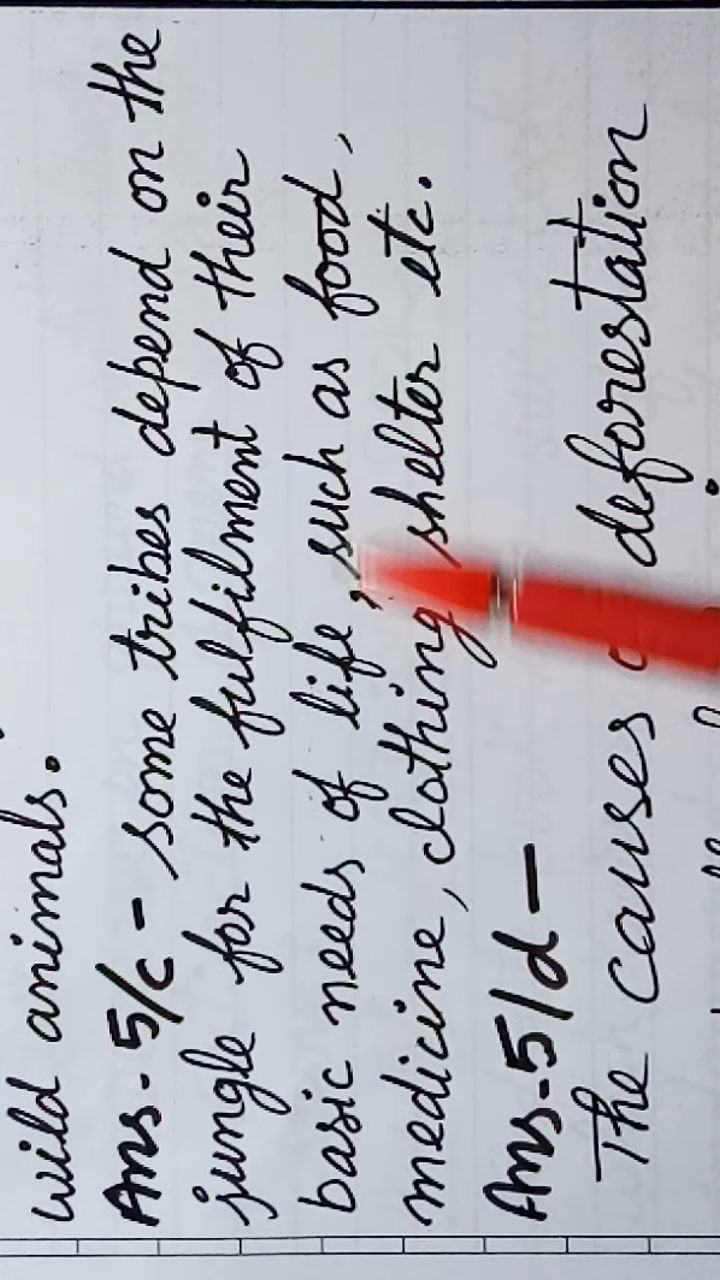 wild animals.
Ans - 5/c - some tribes depend on the
jungle for the fulfilment of their
basic needs of life, such as food,
medicine, clothing, shelter etc.
Ans - 5/d -
The causes deforestation